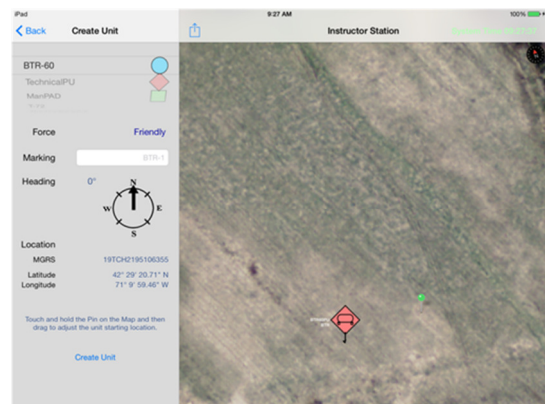 iPad
9:27 AM
100%
Back
Create Unit
Instructor Station
BTR-60
TechnicalPU
ManPAD
Force
Friendly
Marking
BTR-1
Heading
0°
N
W
E
S
Location
MGRS
19TCH2195106355
Latitude
42° 29' 20.71" N
Longitude
71° 9' 59.46" W
Touch and hold the Pin on the Map and then
drag to adjust the unit starting location.
Create Unit